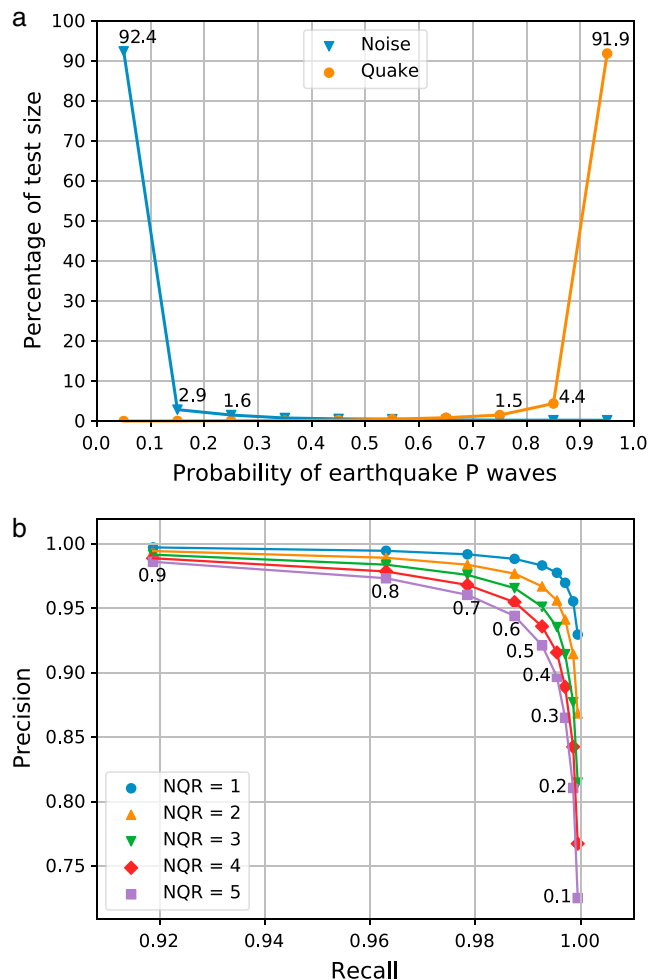 a
100
90
80
70
60
50
40
30
20
10
0
92.4
2.9
1.6
1.5
4.4
91.9
Noise
Quake
0.0 0.1 0.2 0.3 0.4 0.5 0.6 0.7 0.8 0.9 1.0
Probability of earthquake P waves
Percentage of test size
b
1.00
0.95
0.90
0.85
0.80
0.75
0.9
0.8
0.7
0.6
0.5
0.4
0.3
0.2
0.1
NQR = 1
NQR = 2
NQR = 3
NQR = 4
NQR = 5
0.92 0.94 0.96 0.98 1.00
Recall
Precision